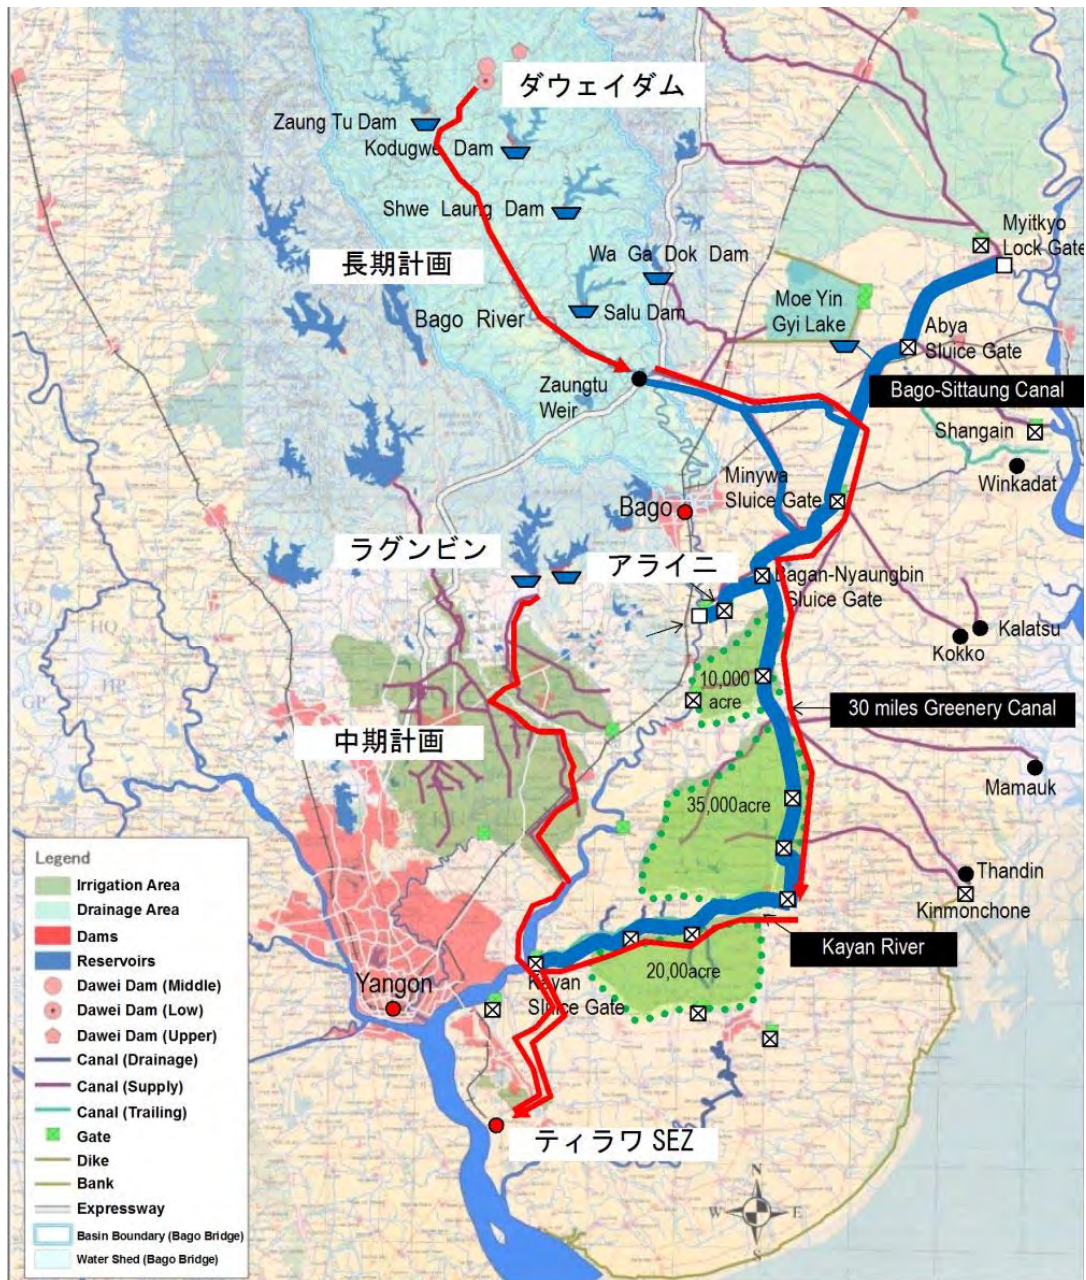 ダウェイダム
Zaung Tu Dam
Kodugwe Dam
Shwe Laung Dam
Myitkyo
Lock Gate
長期計画
Wa Ga Dok Dam
Moe Yin
Gyi Lake
Bago River
Salu Dam
Abya
Sluice Gate
Zaungtu
Weir
Bago-Sittaung Canal
Shangain
Winkadat
Minywa
Sluice Gate
Bago
ラグンビン
アライニ
Bagan-Nyaungbin
Sluice Gate
Kalatsu
Kokko
10,000
acre
30 miles Greenery Canal
中期計画
Mamauk
35,000acre
Thandin
Kinmonchone
Kayan River
20,00acre
Kayan
Sluice Gate
Yangon
ティラワ SEZ
Legend
Irrigation Area
Drainage Area
Dams
Reservoirs
Dawei Dam (Middle)
Dawei Dam (Low)
Dawei Dam (Upper)
Canal (Drainage)
Canal (Supply)
Canal (Trailing)
Gate
Dike
Bank
Expressway
Basin Boundary (Bago Bridge)
Water Shed (Bago Bridge)
N
W
E
S